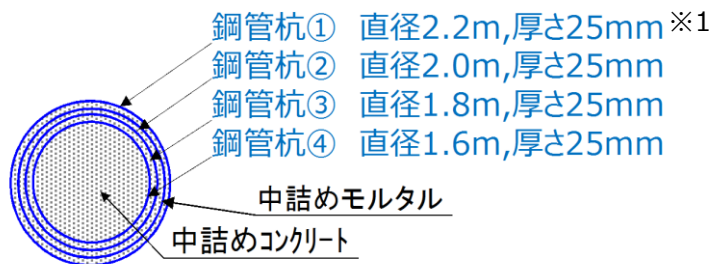 鋼管杭① 直径2.2m,厚さ25mm※1
鋼管杭② 直径2.0m,厚さ25mm
鋼管杭③ 直径1.8m,厚さ25mm
鋼管杭④ 直径1.6m,厚さ25mm
中詰めモルタル
中詰めコンクリート